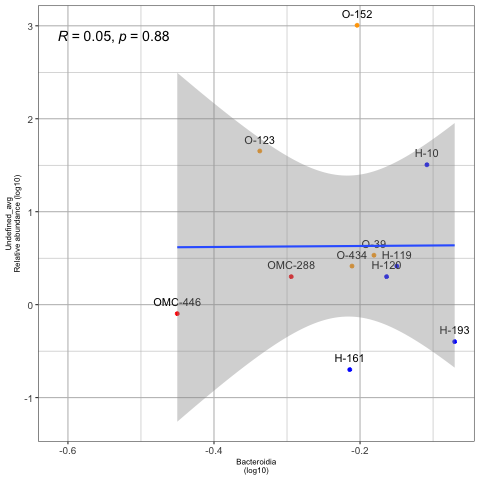 R = 0.05, p = 0.88
O-152
O-123
H-10
O-39
O-434
H-119
OMC-288
H-120
OMC-446
H-193
H-161
3
2
1
0
-1
-0.6
-0.4
-0.2
Undefined_avg
Relative abundance (log10)
Bacteroidia
(log10)